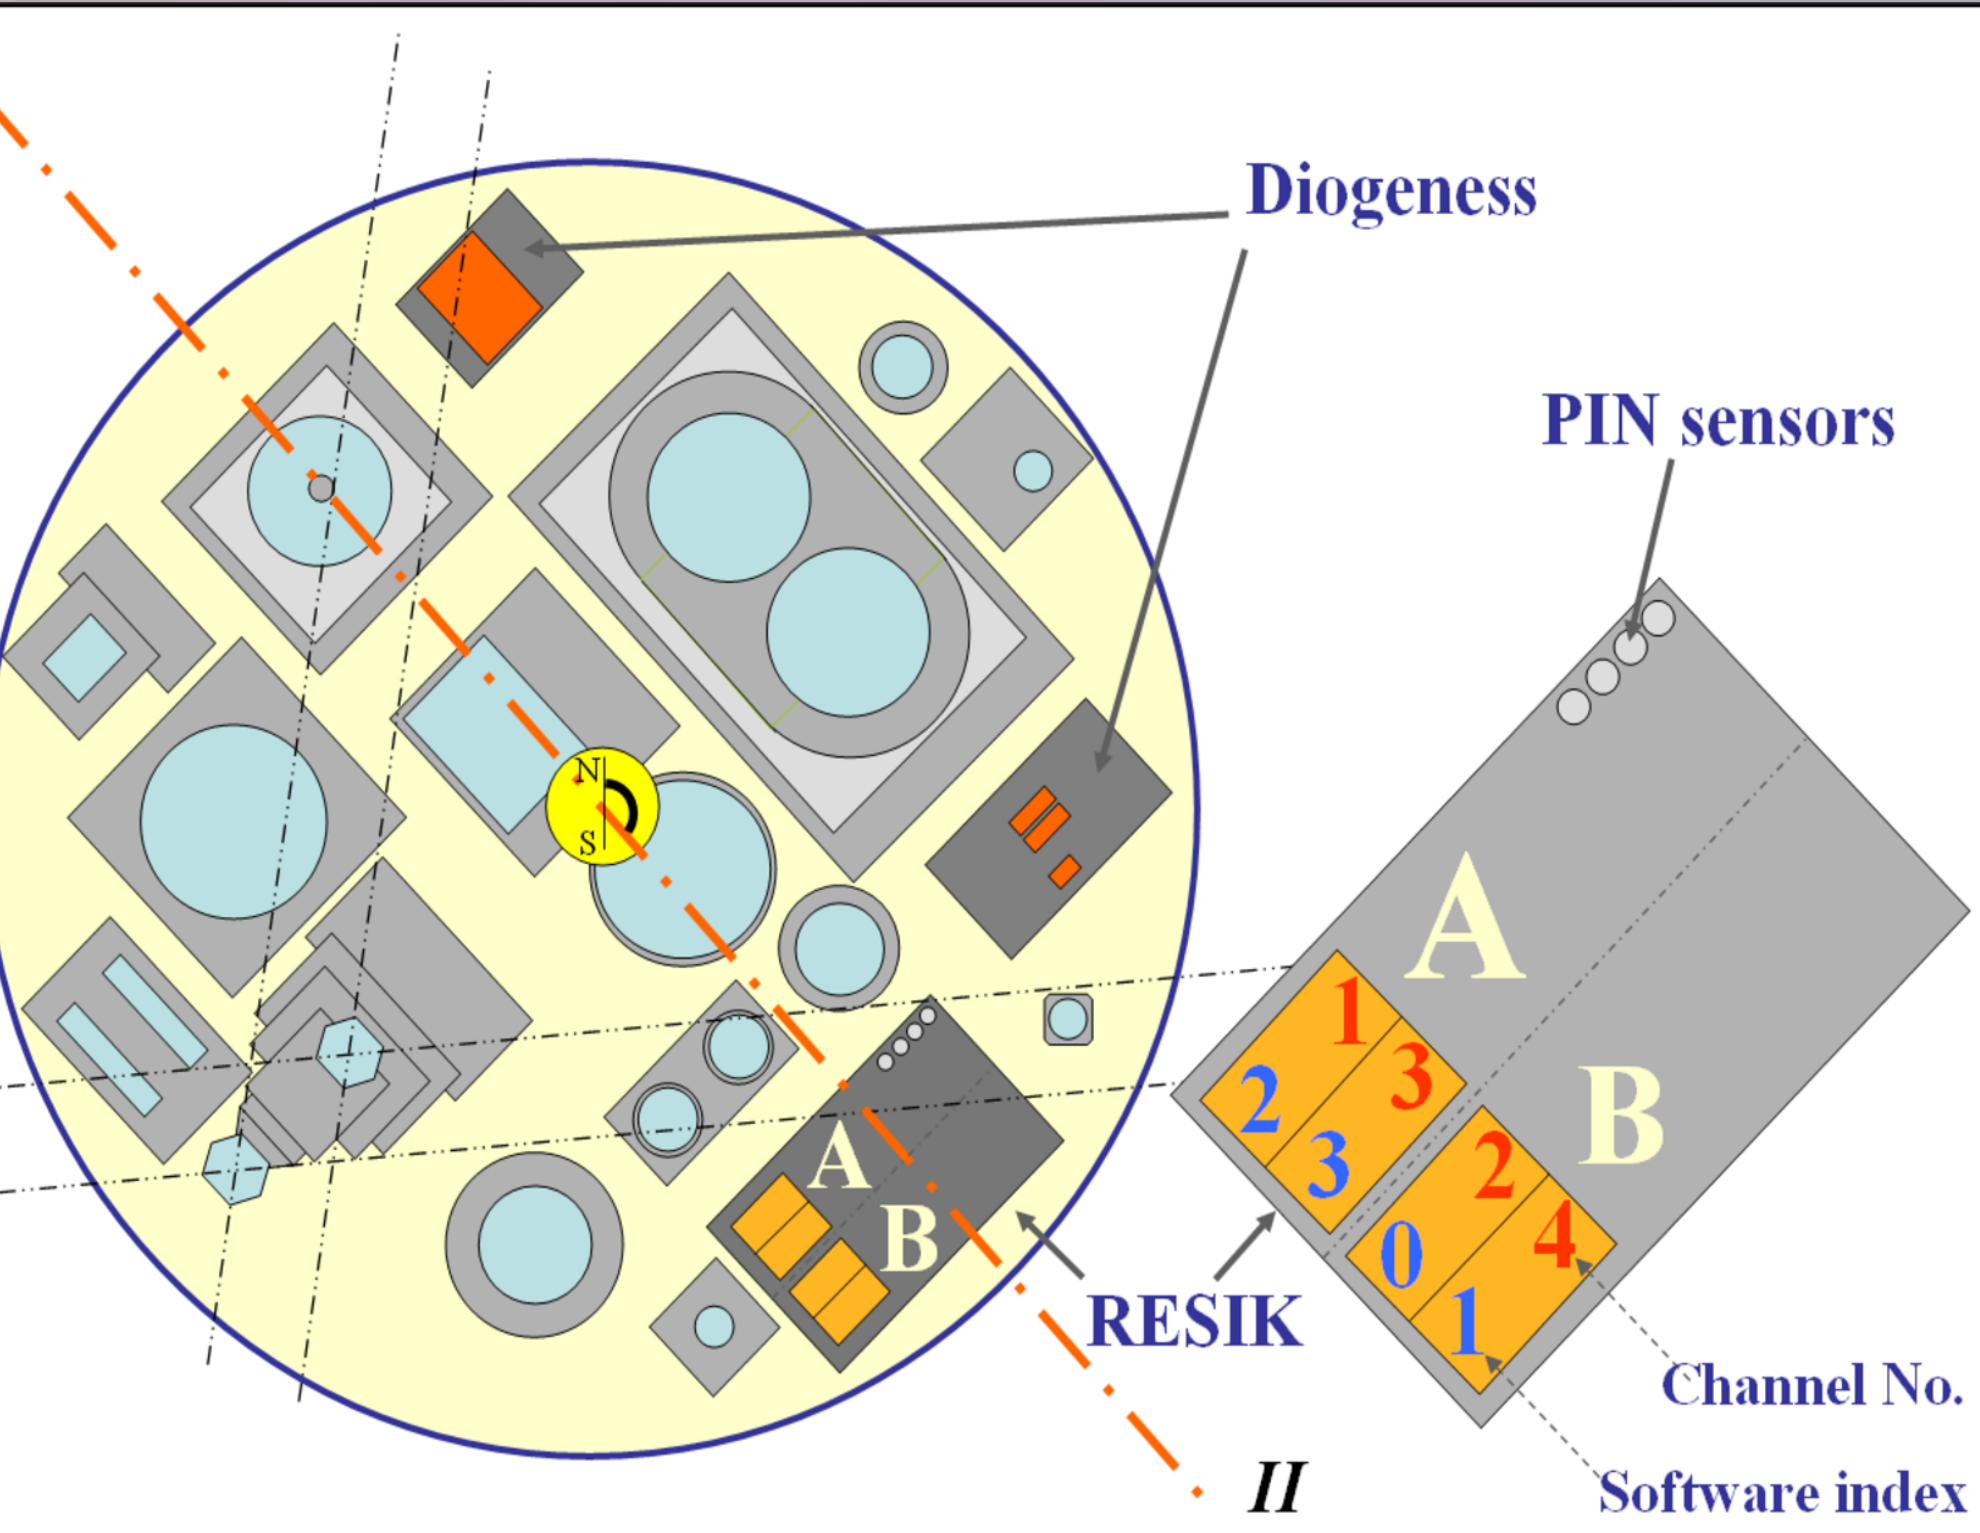 Diogeness
PIN sensors
N
S
A
B
A
B
1
3
2
3
2
4
0
1
RESIK
Channel No.
Software index
II